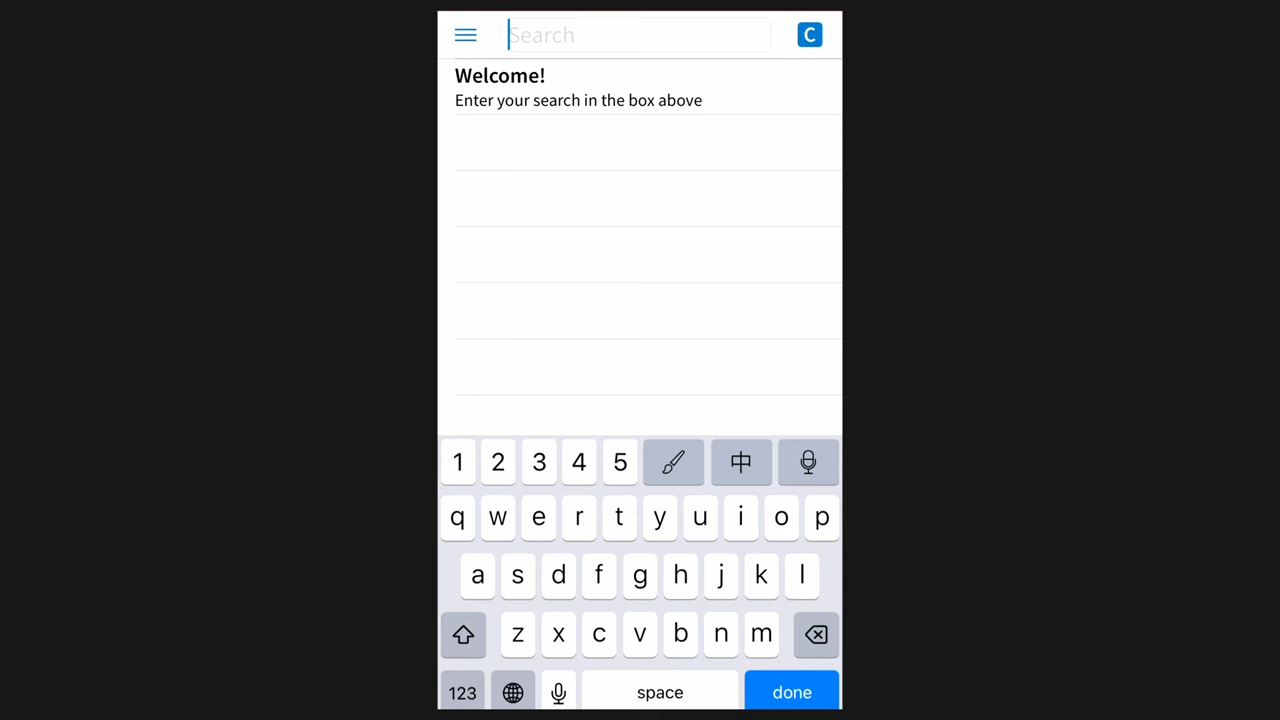 Search
C
Welcome!
Enter your search in the box above
1 2 3 4 5 中
q w e r t y u i o p
a s d f g h j k l
z x c v b n m
123 space done